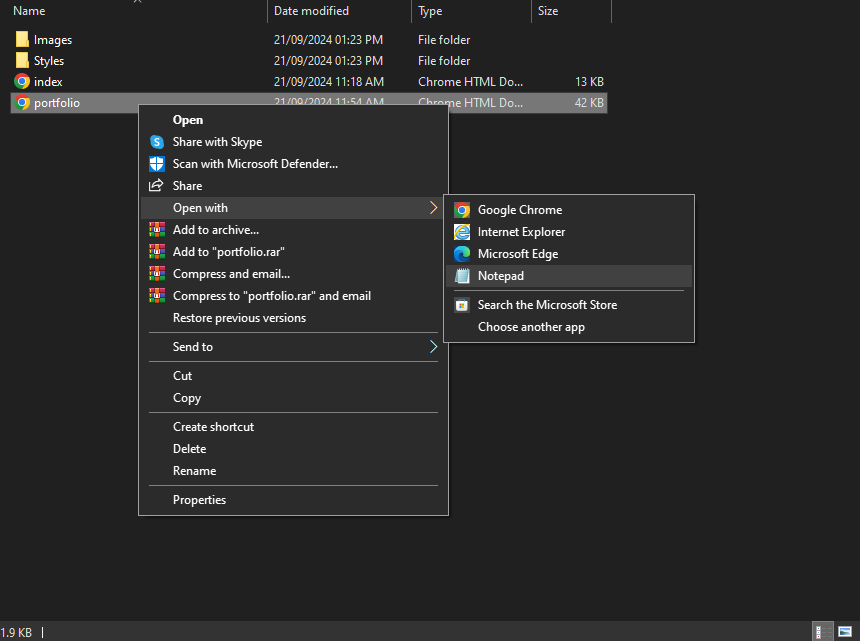 Name Date modified Type Size
Images 21/09/2024 01:23 PM File folder
Styles 21/09/2024 01:23 PM File folder
index 21/09/2024 11:18 AM Chrome HTML Do... 13 KB
portfolio 21/09/2024 11:54 AM Chrome HTML Do... 42 KB
Open
Share with Skype
Scan with Microsoft Defender...
Share
Open with
Add to archive...
Add to "portfolio.rar"
Compress and email...
Compress to "portfolio.rar" and email
Restore previous versions
Send to
Cut
Copy
Create shortcut
Delete
Rename
Properties
Google Chrome
Internet Explorer
Microsoft Edge
Notepad
Search the Microsoft Store
Choose another app
1.9 KB